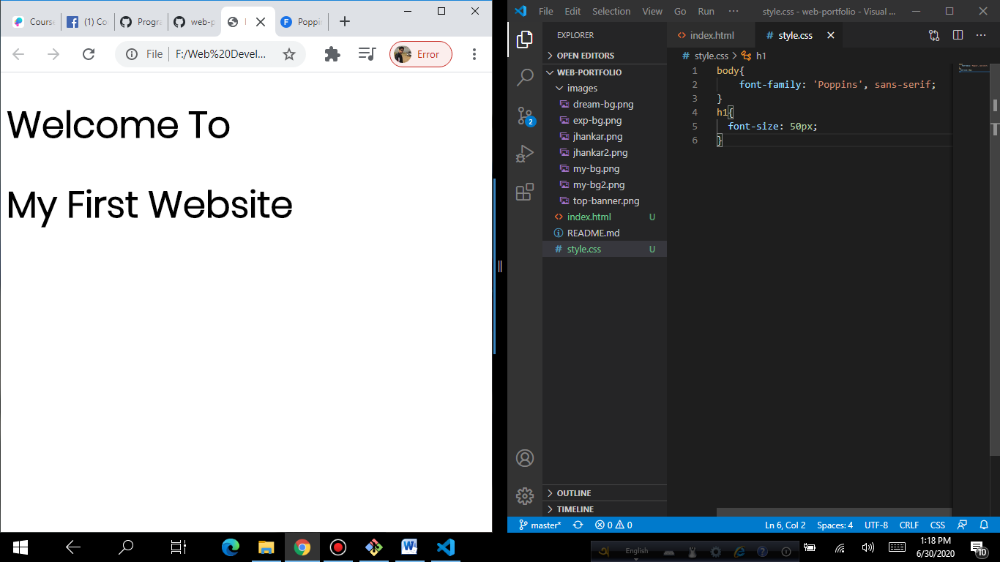 Course
(1) Co
Progra
web-p
Poppin
File
F:/Web%20Devel...
Error
Welcome To
My First Website
File Edit Selection View Go Run ···
style.css - web-portfolio - Visual ...
EXPLORER
OPEN EDITORS
WEB-PORTFOLIO
images
dream-bg.png
exp-bg.png
jhankar.png
jhankar2.png
my-bg.png
my-bg2.png
top-banner.png
index.html U
README.md
style.css U
OUTLINE
TIMELINE
2
index.html
style.css
style.css > h1
1 body{
2 font-family: 'Poppins', sans-serif;
3 }
4 h1{
5 font-size: 50px;
6 }
master*
0 0
Ln 6, Col 2
Spaces: 4
UTF-8
CRLF
CSS
English
1:18 PM
6/30/2020
10